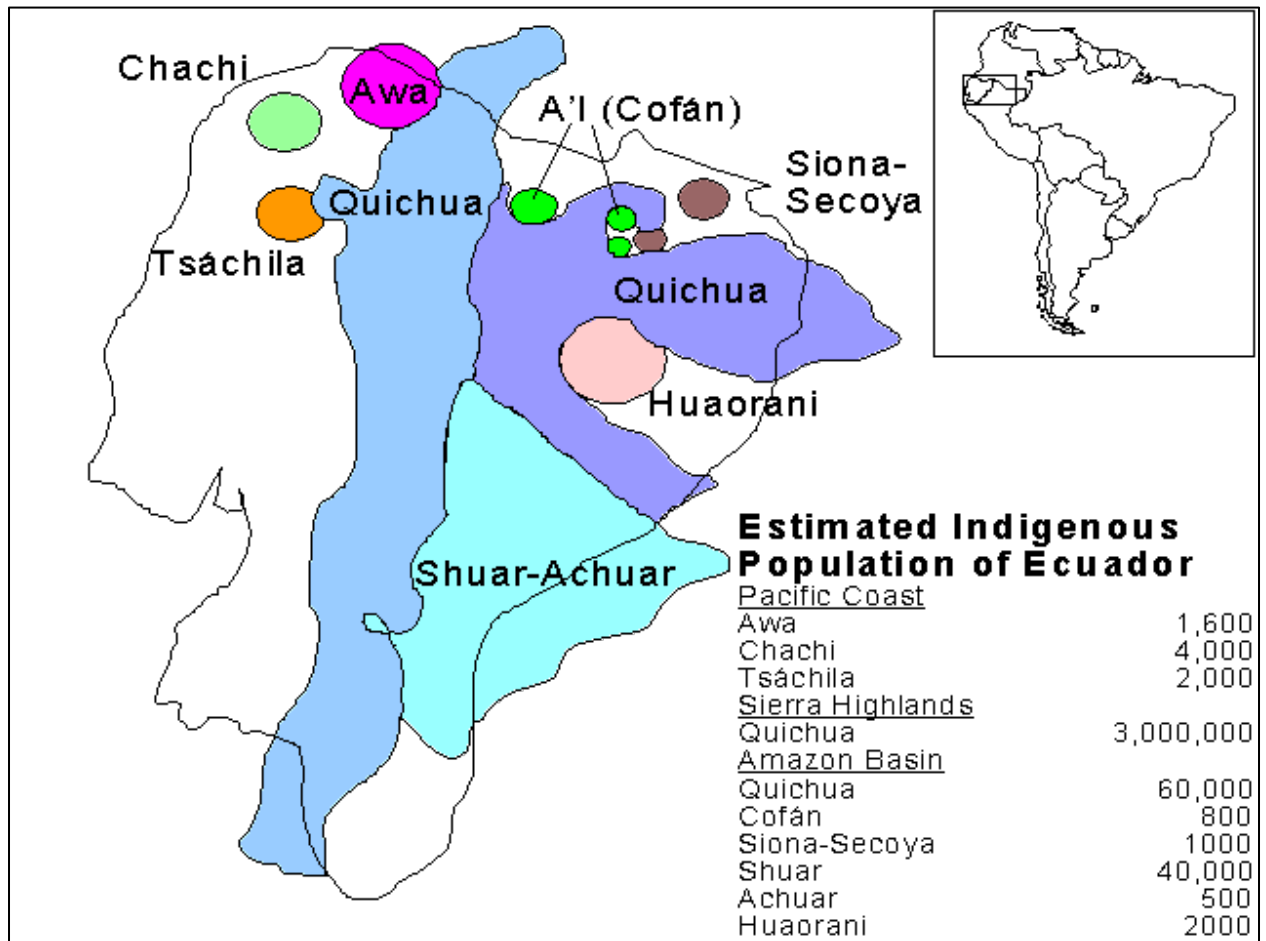 Chachi
Awa
A'I (Cofán)
Siona-
Secoya
Quichua
Tsáchila
Quichua
Huaorani
Shuar-Achuar
Estimated Indigenous
Population of Ecuador
Pacific Coast
Awa 1,600
Chachi 4,000
Tsáchila 2,000
Sierra Highlands
Quichua 3,000,000
Amazon Basin
Quichua 60,000
Cofán 800
Siona-Secoya 1000
Shuar 40,000
Achuar 500
Huaorani 2000